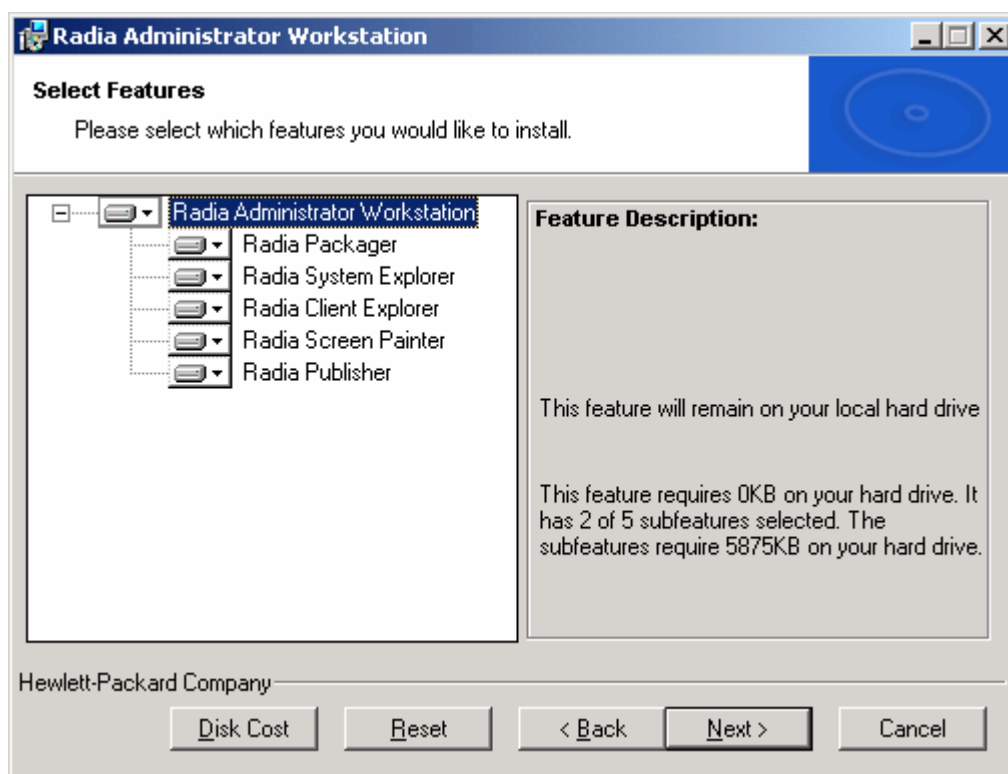 Radia Administrator Workstation
Select Features
Please select which features you would like to install.
Radia Administrator Workstation
Radia Packager
Radia System Explorer
Radia Client Explorer
Radia Screen Painter
Radia Publisher
Feature Description:
This feature will remain on your local hard drive
This feature requires 0KB on your hard drive. It
has 2 of 5 subfeatures selected. The
subfeatures require 5875KB on your hard drive.
Hewlett-Packard Company
Disk Cost
Reset
< Back
Next >
Cancel